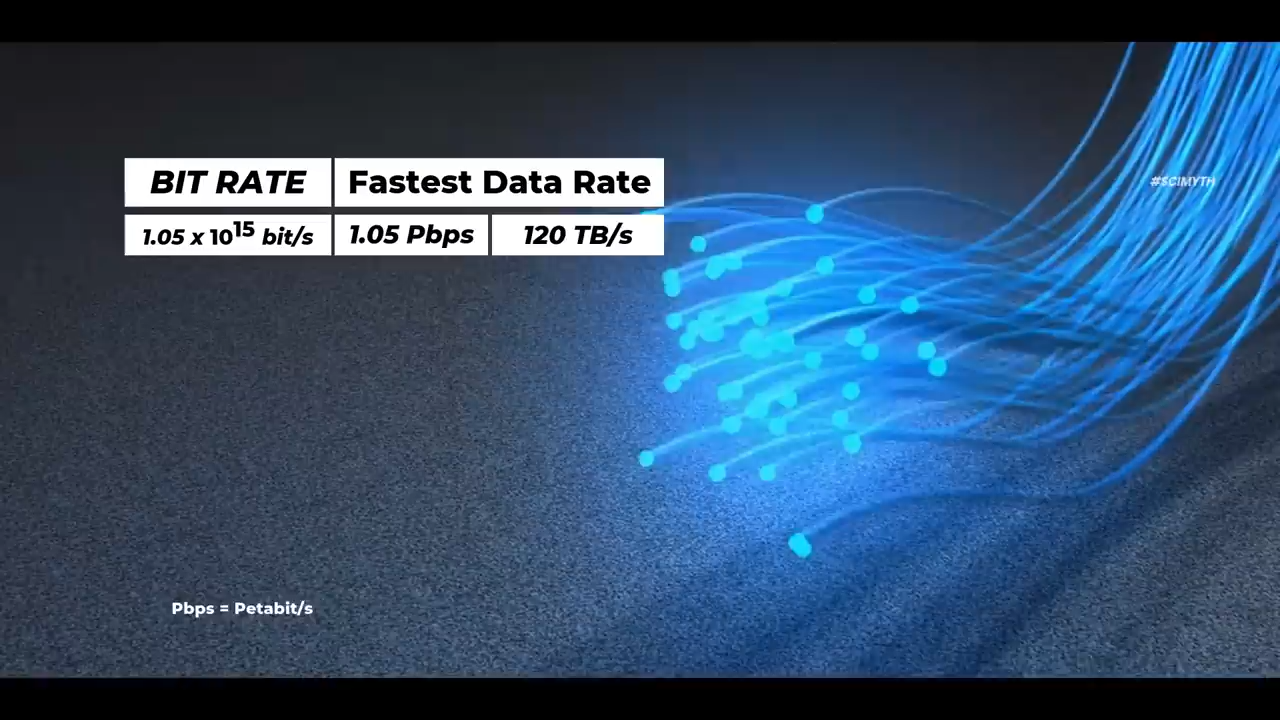 BIT RATE Fastest Data Rate
#SCIMYTH
1.05 x 10¹⁵ bit/s 1.05 Pbps 120 TB/s
Pbps = Petabit/s